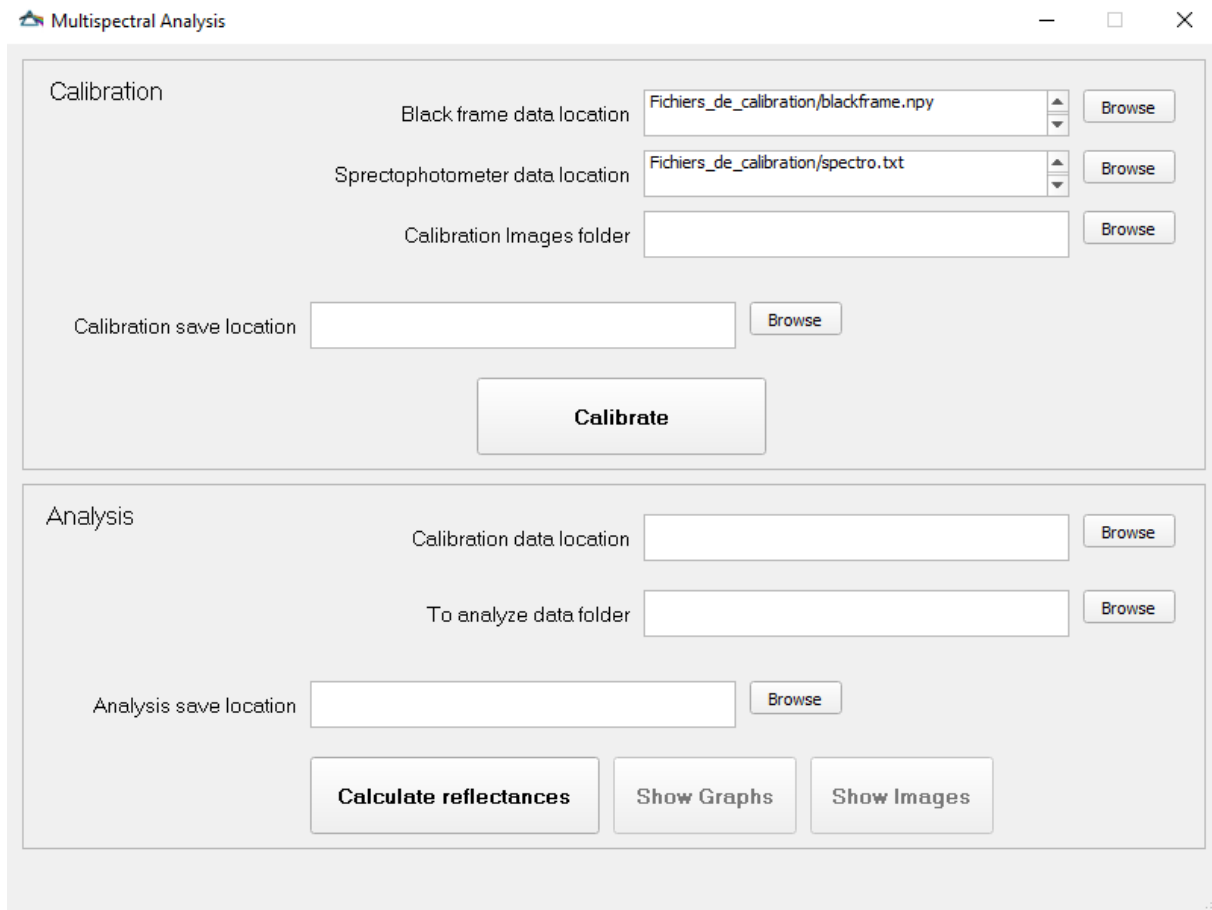 Multispectral Analysis
Calibration
Black frame data location Fichiers_de_calibration/blackframe.npy Browse
Sprectophotometer data location Fichiers_de_calibration/spectro.txt Browse
Calibration Images folder Browse
Calibration save location Browse
Calibrate
Analysis
Calibration data location Browse
To analyze data folder Browse
Analysis save location Browse
Calculate reflectances Show Graphs Show Images